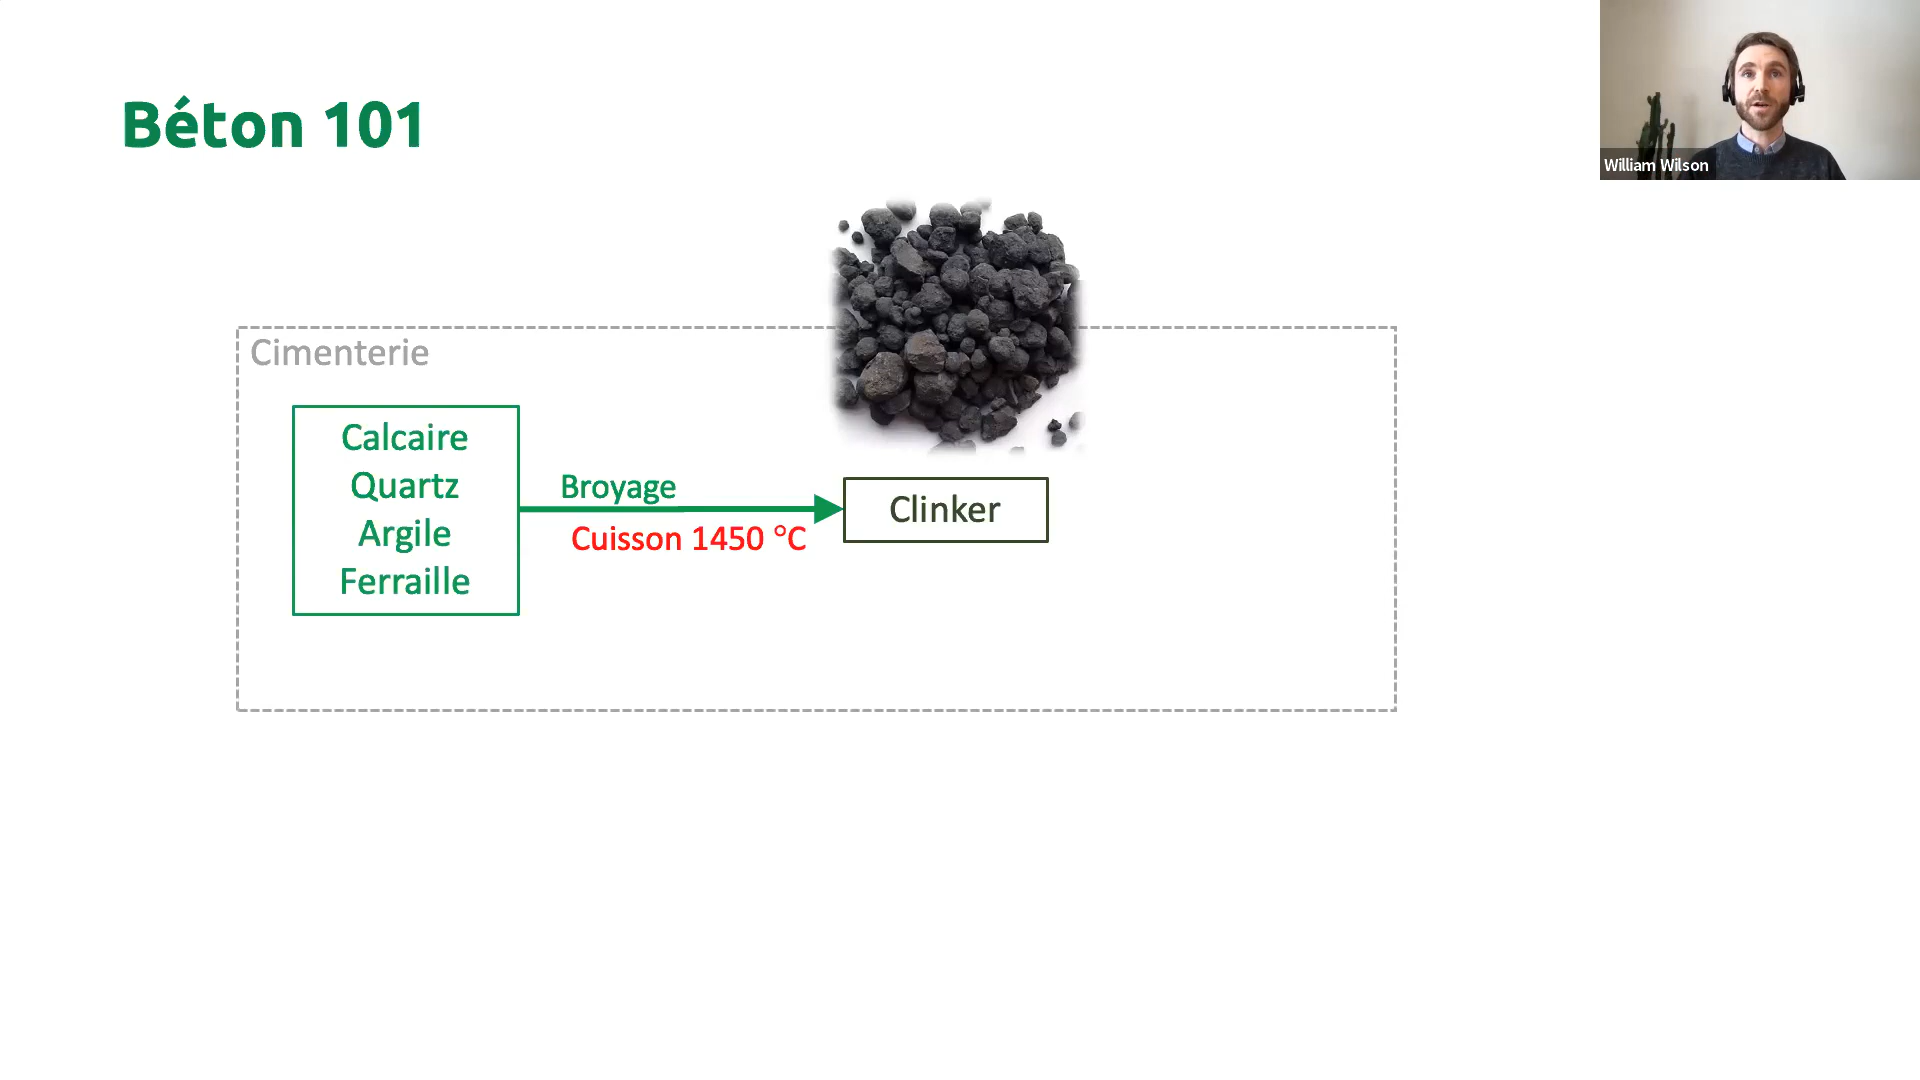 Béton 101
William Wilson
Cimenterie
Calcaire
Quartz
Argile
Ferraille
Broyage
Cuisson 1450 °C
Clinker